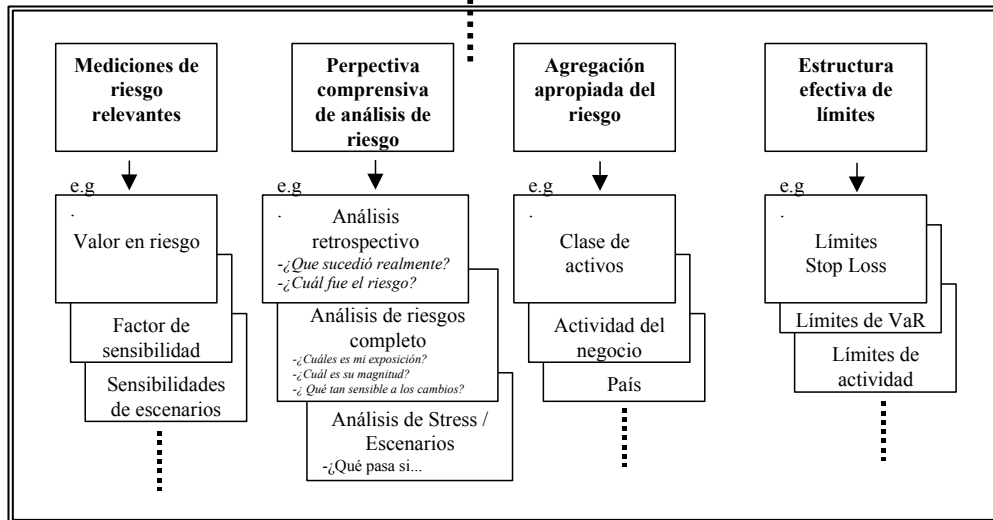 Mediciones de
riesgo
relevantes
e.g
.
Valor en riesgo
Factor de
sensibilidad
Sensibilidades
de escenarios
Perpectiva
comprensiva
de análisis de
riesgo
e.g
.
Análisis
retrospectivo
-¿Que sucedió realmente?
-¿Cuál fue el riesgo?
Análisis de riesgos
completo
-¿Cuáles es mi exposición?
-¿Cuál es su magnitud?
-¿ Qué tan sensible a los cambios?
Análisis de Stress /
Escenarios
-¿Qué pasa si...
Agregación
apropiada del
riesgo
e.g
.
Clase de
activos
Actividad del
negocio
País
Estructura
efectiva de
límites
e.g
.
Límites
Stop Loss
Límites de VaR
Límites de
actividad